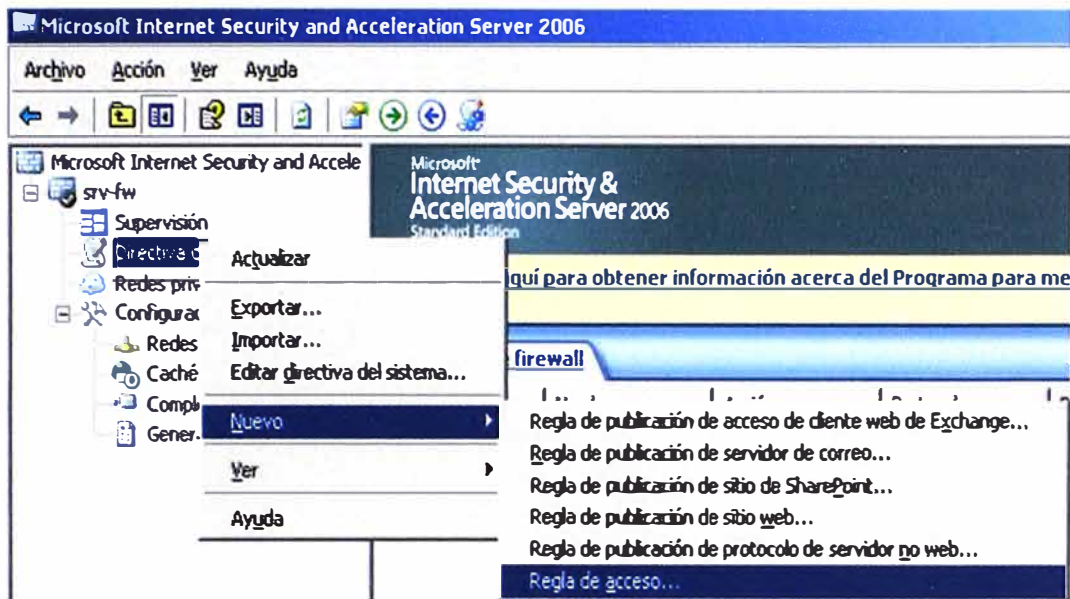 Microsoft Internet Security and Acceleration Server 2006
Archivo Acción Ver Ayuda
Microsoft Internet Security and Accele
srv-fw
Supervisión
Directiva d
Redes priv
Configurac
Redes
Caché
Compl
Gener
Microsoft
Internet Security &
Acceleration Server 2006
Standard Edition
quí para obtener información acerca del Programa para me
firewall
Actualizar
Exportar...
Importar...
Editar directiva del sistema...
Nuevo
Ver
Ayuda
Regla de publicación de acceso de cliente web de Exchange...
Regla de publicación de servidor de correo...
Regla de publicación de sitio de SharePoint...
Regla de publicación de sitio web...
Regla de publicación de protocolo de servidor no web...
Regla de acceso...